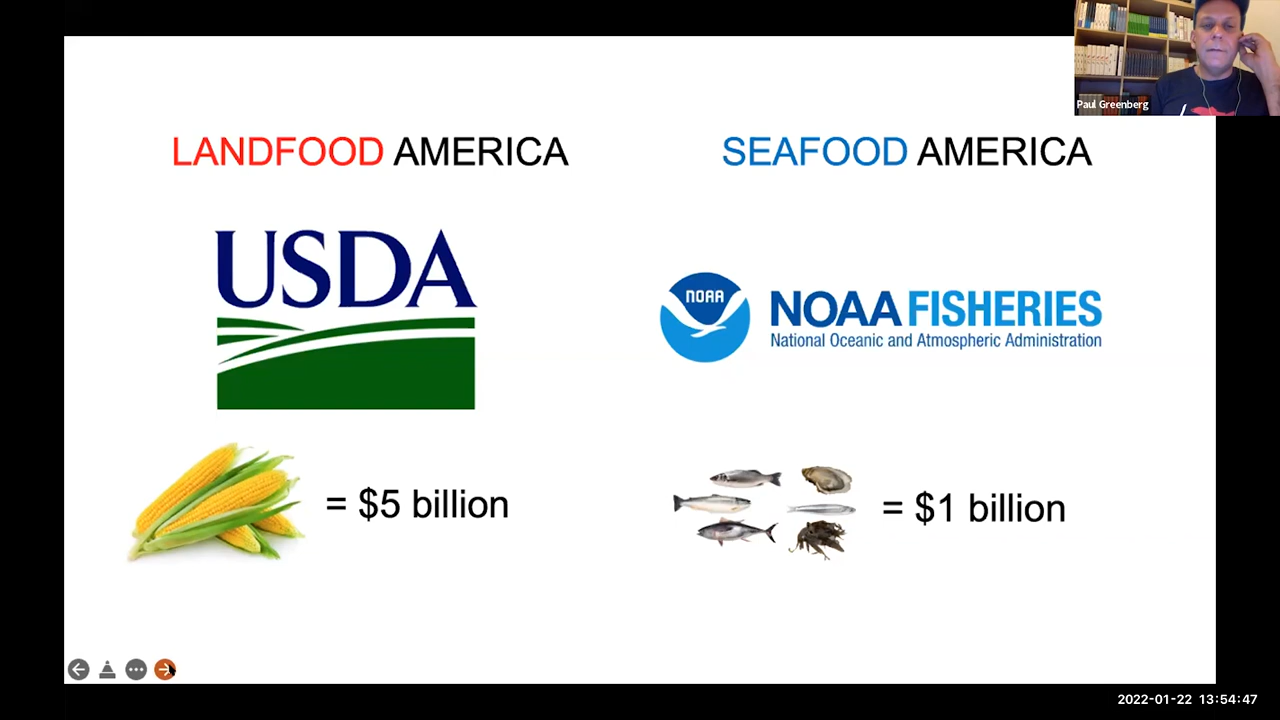 Paul Greenberg
LANDFOOD AMERICA
SEAFOOD AMERICA
USDA
NOAA
NOAA FISHERIES
National Oceanic and Atmospheric Administration
= $5 billion
= $1 billion
2022-01-22 13:54:47